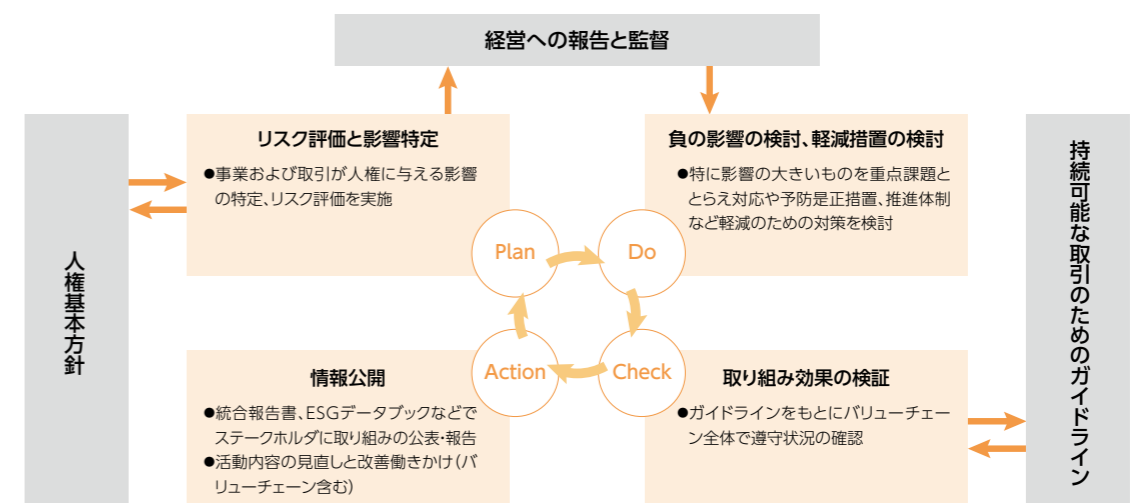 経営への報告と監督
人権基本方針
リスク評価と影響特定
●事業および取引が人権に与える影響
の特定、リスク評価を実施
負の影響の検討、軽減措置の検討
●特に影響の大きいものを重点課題と
とらえ対応や予防是正措置、推進体制
など軽減のための対策を検討
Plan
Do
Action
Check
情報公開
●統合報告書、ESGデータブックなどで
ステークホルダに取り組みの公表・報告
●活動内容の見直しと改善働きかけ(バ
リューチェーン含む)
取り組み効果の検証
●ガイドラインをもとにバリューチェー
ン全体で遵守状況の確認
持続可能な取引のためのガイドライン